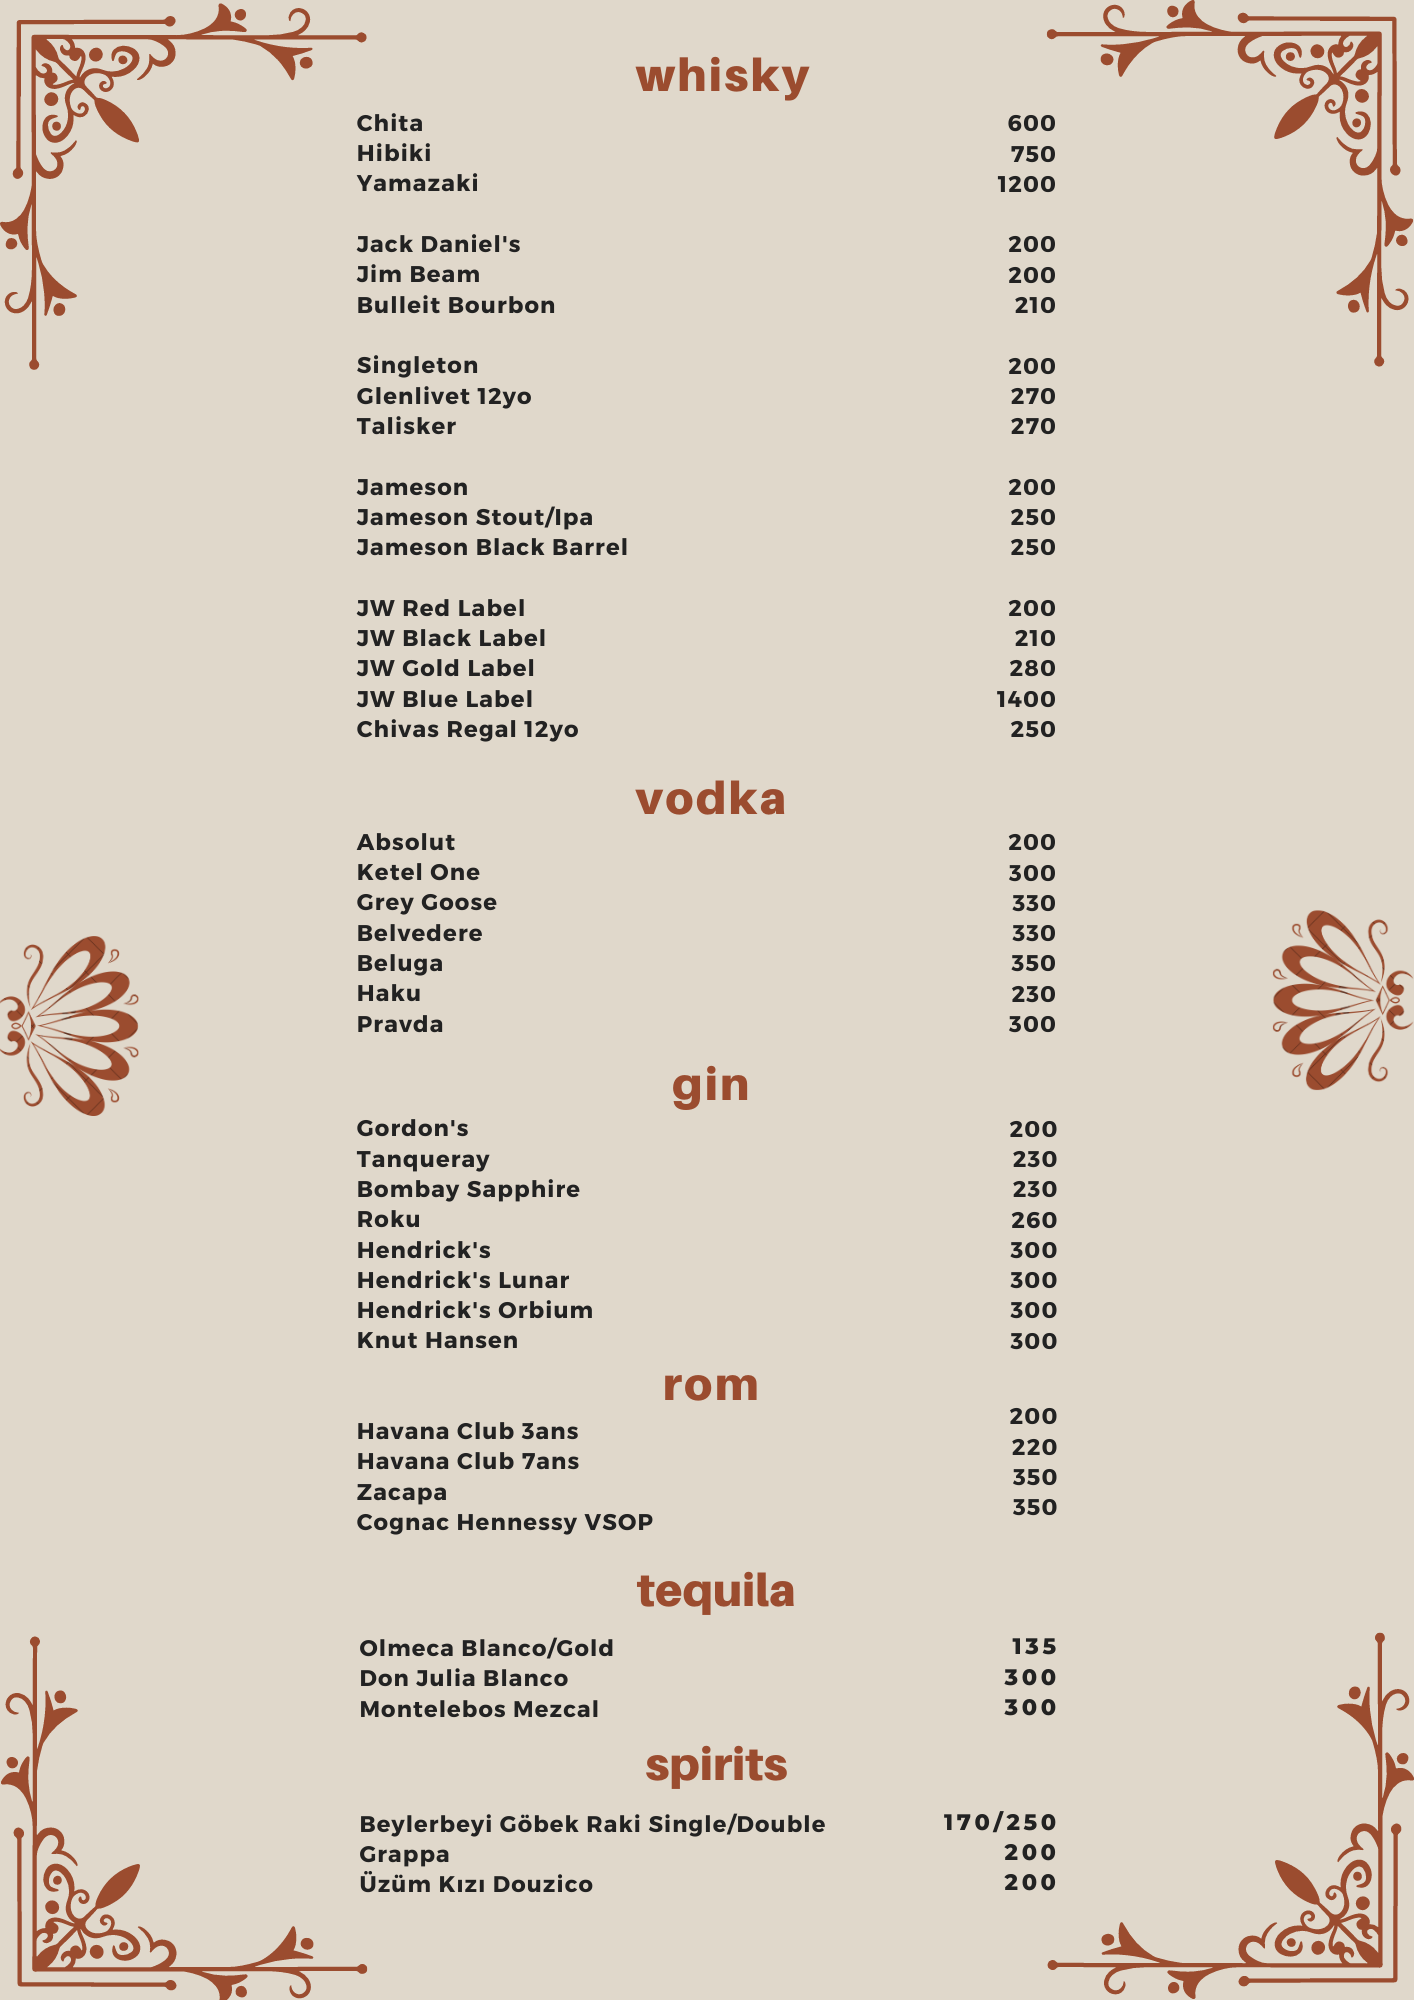 whisky
Chita 600
Hibiki 750
Yamazaki 1200
Jack Daniel's 200
Jim Beam 200
Bulleit Bourbon 210
Singleton 200
Glenlivet 12yo 270
Talisker 270
Jameson 200
Jameson Stout/Ipa 250
Jameson Black Barrel 250
JW Red Label 200
JW Black Label 210
JW Gold Label 280
JW Blue Label 1400
Chivas Regal 12yo 250
vodka
Absolut 200
Ketel One 300
Grey Goose 330
Belvedere 330
Beluga 350
Haku 230
Pravda 300
gin
Gordon's 200
Tanqueray 230
Bombay Sapphire 230
Roku 260
Hendrick's 300
Hendrick's Lunar 300
Hendrick's Orbium 300
Knut Hansen 300
rom
Havana Club 3ans 200
Havana Club 7ans 220
Zacapa 350
Cognac Hennessy VSOP 350
tequila
Olmeca Blanco/Gold 135
Don Julia Blanco 300
Montelebos Mezcal 300
spirits
Beylerbeyi Göbek Raki Single/Double 170/250
Grappa 200
Üzüm Kızı Douzico 200